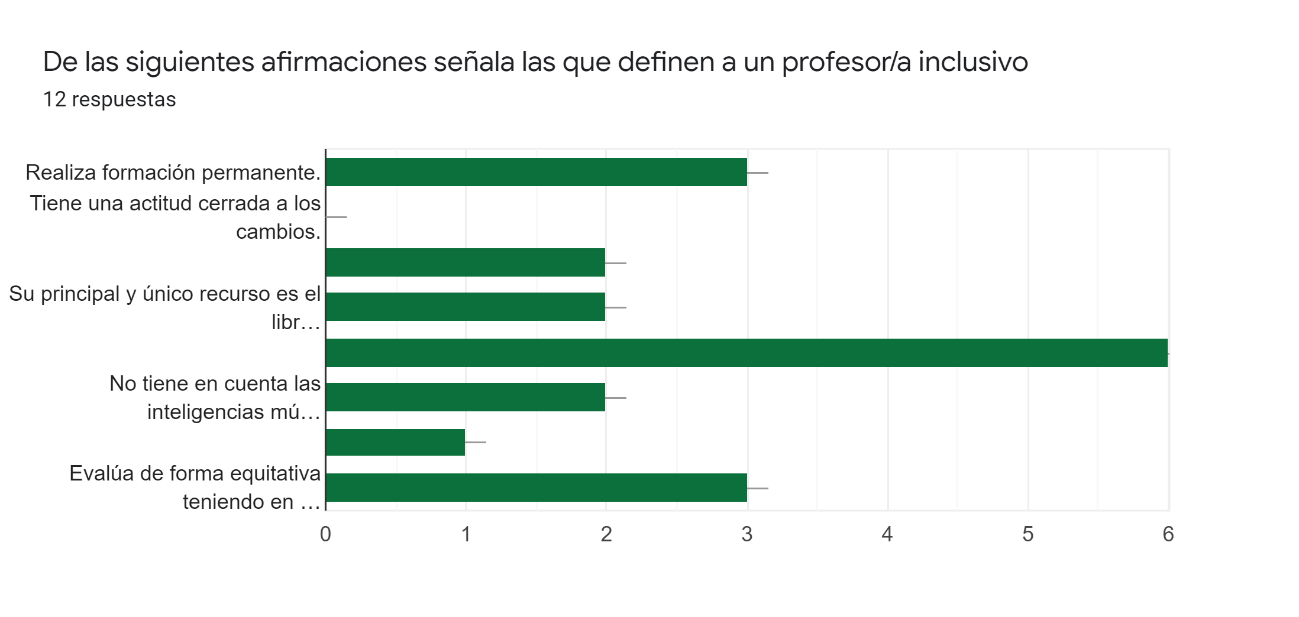 De las siguientes afirmaciones señala las que definen a un profesor/a inclusivo
12 respuestas
Realiza formación permanente.
Tiene una actitud cerrada a los
cambios.
Su principal y único recurso es el
libr…
No tiene en cuenta las
inteligencias mú…
Evalúa de forma equitativa
teniendo en …
0 1 2 3 4 5 6